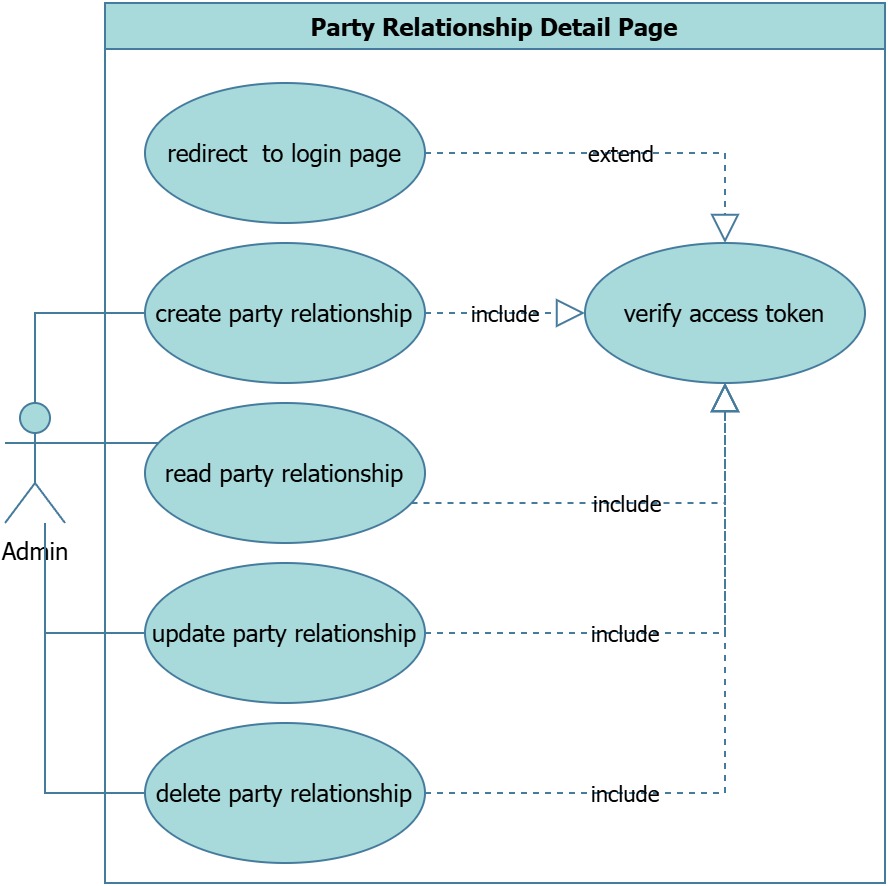 Party Relationship Detail Page
redirect  to login page
extend
create party relationship
include
verify access token
read party relationship
include
Admin
update party relationship
include
delete party relationship
include